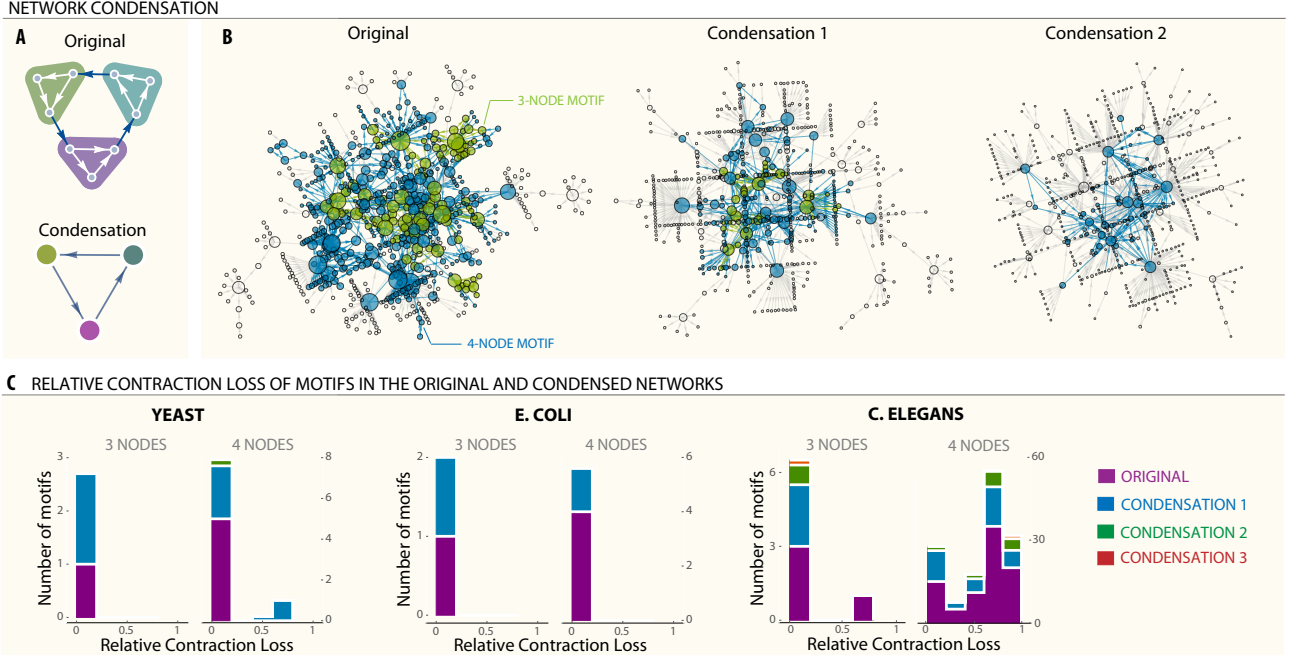 NETWORK CONDENSATION
A
Original
Condensation
B
Original
Condensation 1
Condensation 2
3-NODE MOTIF
4-NODE MOTIF
C RELATIVE CONTRACTION LOSS OF MOTIFS IN THE ORIGINAL AND CONDENSED NETWORKS
YEAST
3 NODES
4 NODES
Number of motifs
3
2
1
0
8
6
4
2
0
0 0.5 1
0 0.5 1
Relative Contraction Loss
E. COLI
3 NODES
4 NODES
Number of motifs
2
1
0
6
4
2
0
0 0.5 1
0 0.5 1
Relative Contraction Loss
C. ELEGANS
3 NODES
4 NODES
Number of motifs
6
3
0
60
30
0
0 0.5 1
0 0.5 1
Relative Contraction Loss
ORIGINAL
CONDENSATION 1
CONDENSATION 2
CONDENSATION 3